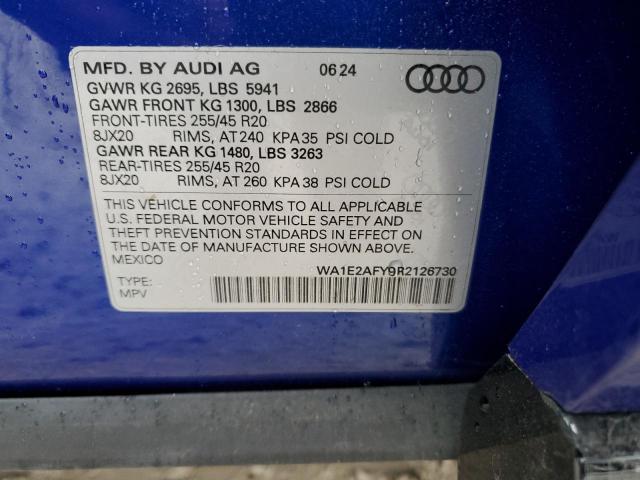 MFD. BY AUDI AG 06 24
GVWR KG 2695, LBS 5941
GAWR FRONT KG 1300, LBS 2866
FRONT-TIRES 255/45 R20
8JX20 RIMS, AT 240 KPA 35 PSI COLD
GAWR REAR KG 1480, LBS 3263
REAR-TIRES 255/45 R20
8JX20 RIMS, AT 260 KPA 38 PSI COLD
THIS VEHICLE CONFORMS TO ALL APPLICABLE
U.S. FEDERAL MOTOR VEHICLE SAFETY AND
THEFT PREVENTION STANDARDS IN EFFECT ON
THE DATE OF MANUFACTURE SHOWN ABOVE.
MEXICO
WA1E2AFY9R2126730
TYPE:
MPV